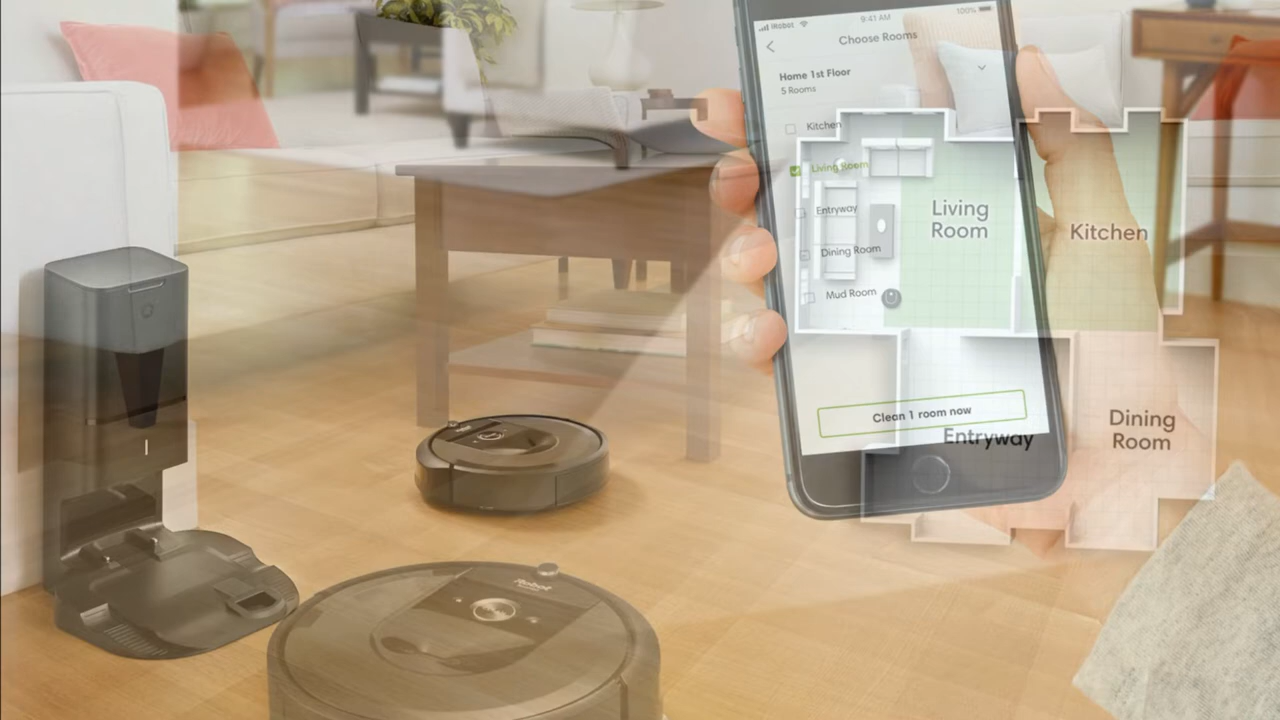 iRobot
9:41 AM
100%
Choose Rooms
Home 1st Floor
5 Rooms
Kitchen
Living Room
Entryway
Dining Room
Mud Room
Clean 1 room now
Living
Room
Kitchen
Entryway
Dining
Room
iRobot